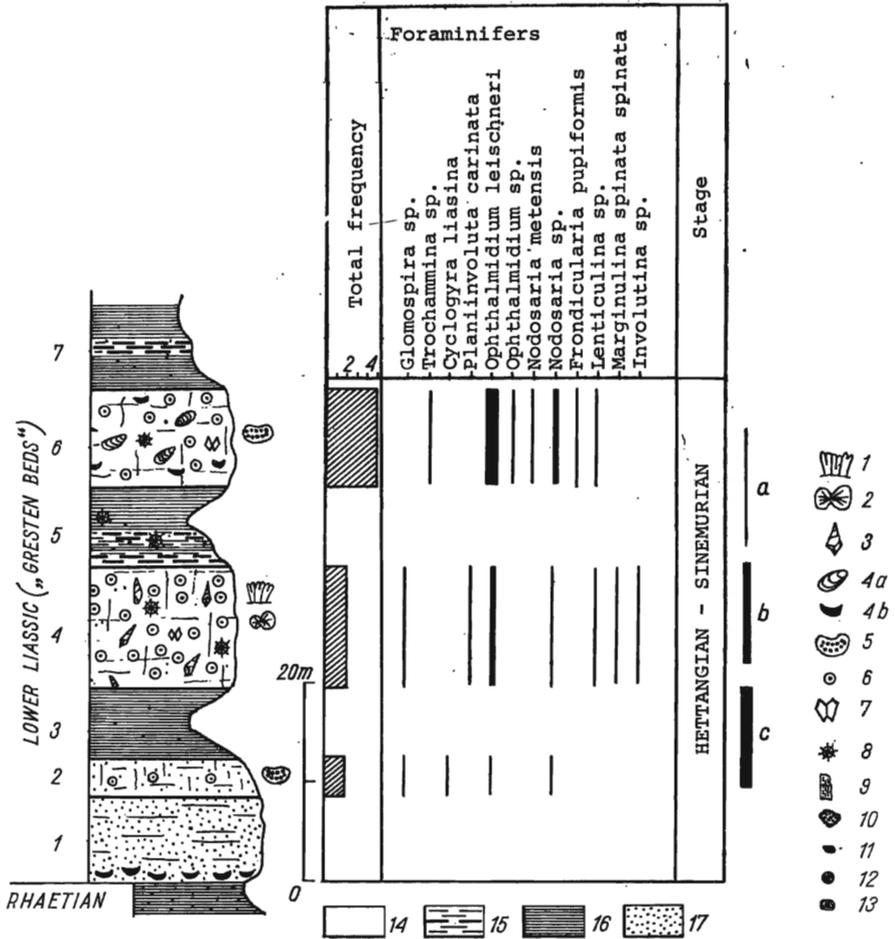 Foraminifers
Total frequency
2 4
Glomospira sp.
Trochammina sp.
Cyclogyra liasina
Planiinvoluta carinata
Ophthalmidium leischneri
Ophthalmidium sp.
Nodosaria metensis
Nodosaria sp.
Frondicularia pupiformis
Lenticulina sp.
Marginulina spinata spinata
Involutina sp.
Stage
LOWER LIASSIC („GRESTEN BEDS")
7
6
5
4
3
2
1
RHAETIAN
20m
0
HETTANGIAN - SINEMURIAN
a
b
c
1
2
3
4a
4b
5
6
7
8
9
10
11
12
13
14
15
16
17